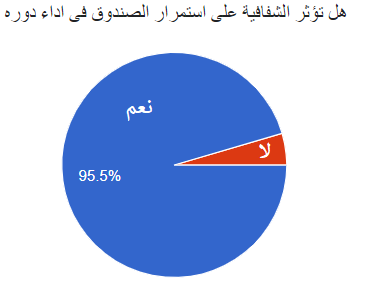 هل تؤثر الشفافية على استمرار الصندوق فى اداء دوره
نعم
لا
95.5%